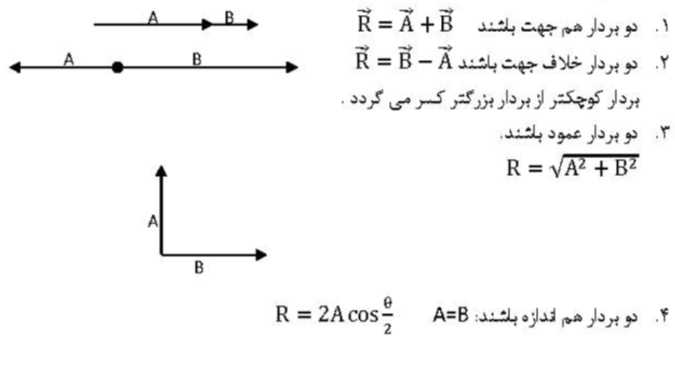 ۱. دو بردار هم جهت باشند R⃗ = A⃗ + B⃗
A B
۲. دو بردار خلاف جهت باشند R⃗ = B⃗ − A⃗
A B
بردار کوچکتر از بردار بزرگتر کسر می گردد .
۳. دو بردار عمود باشند.
R = √A² + B²
A
B
۴. دو بردار هم اندازه باشند: A=B R = 2A cos θ/2